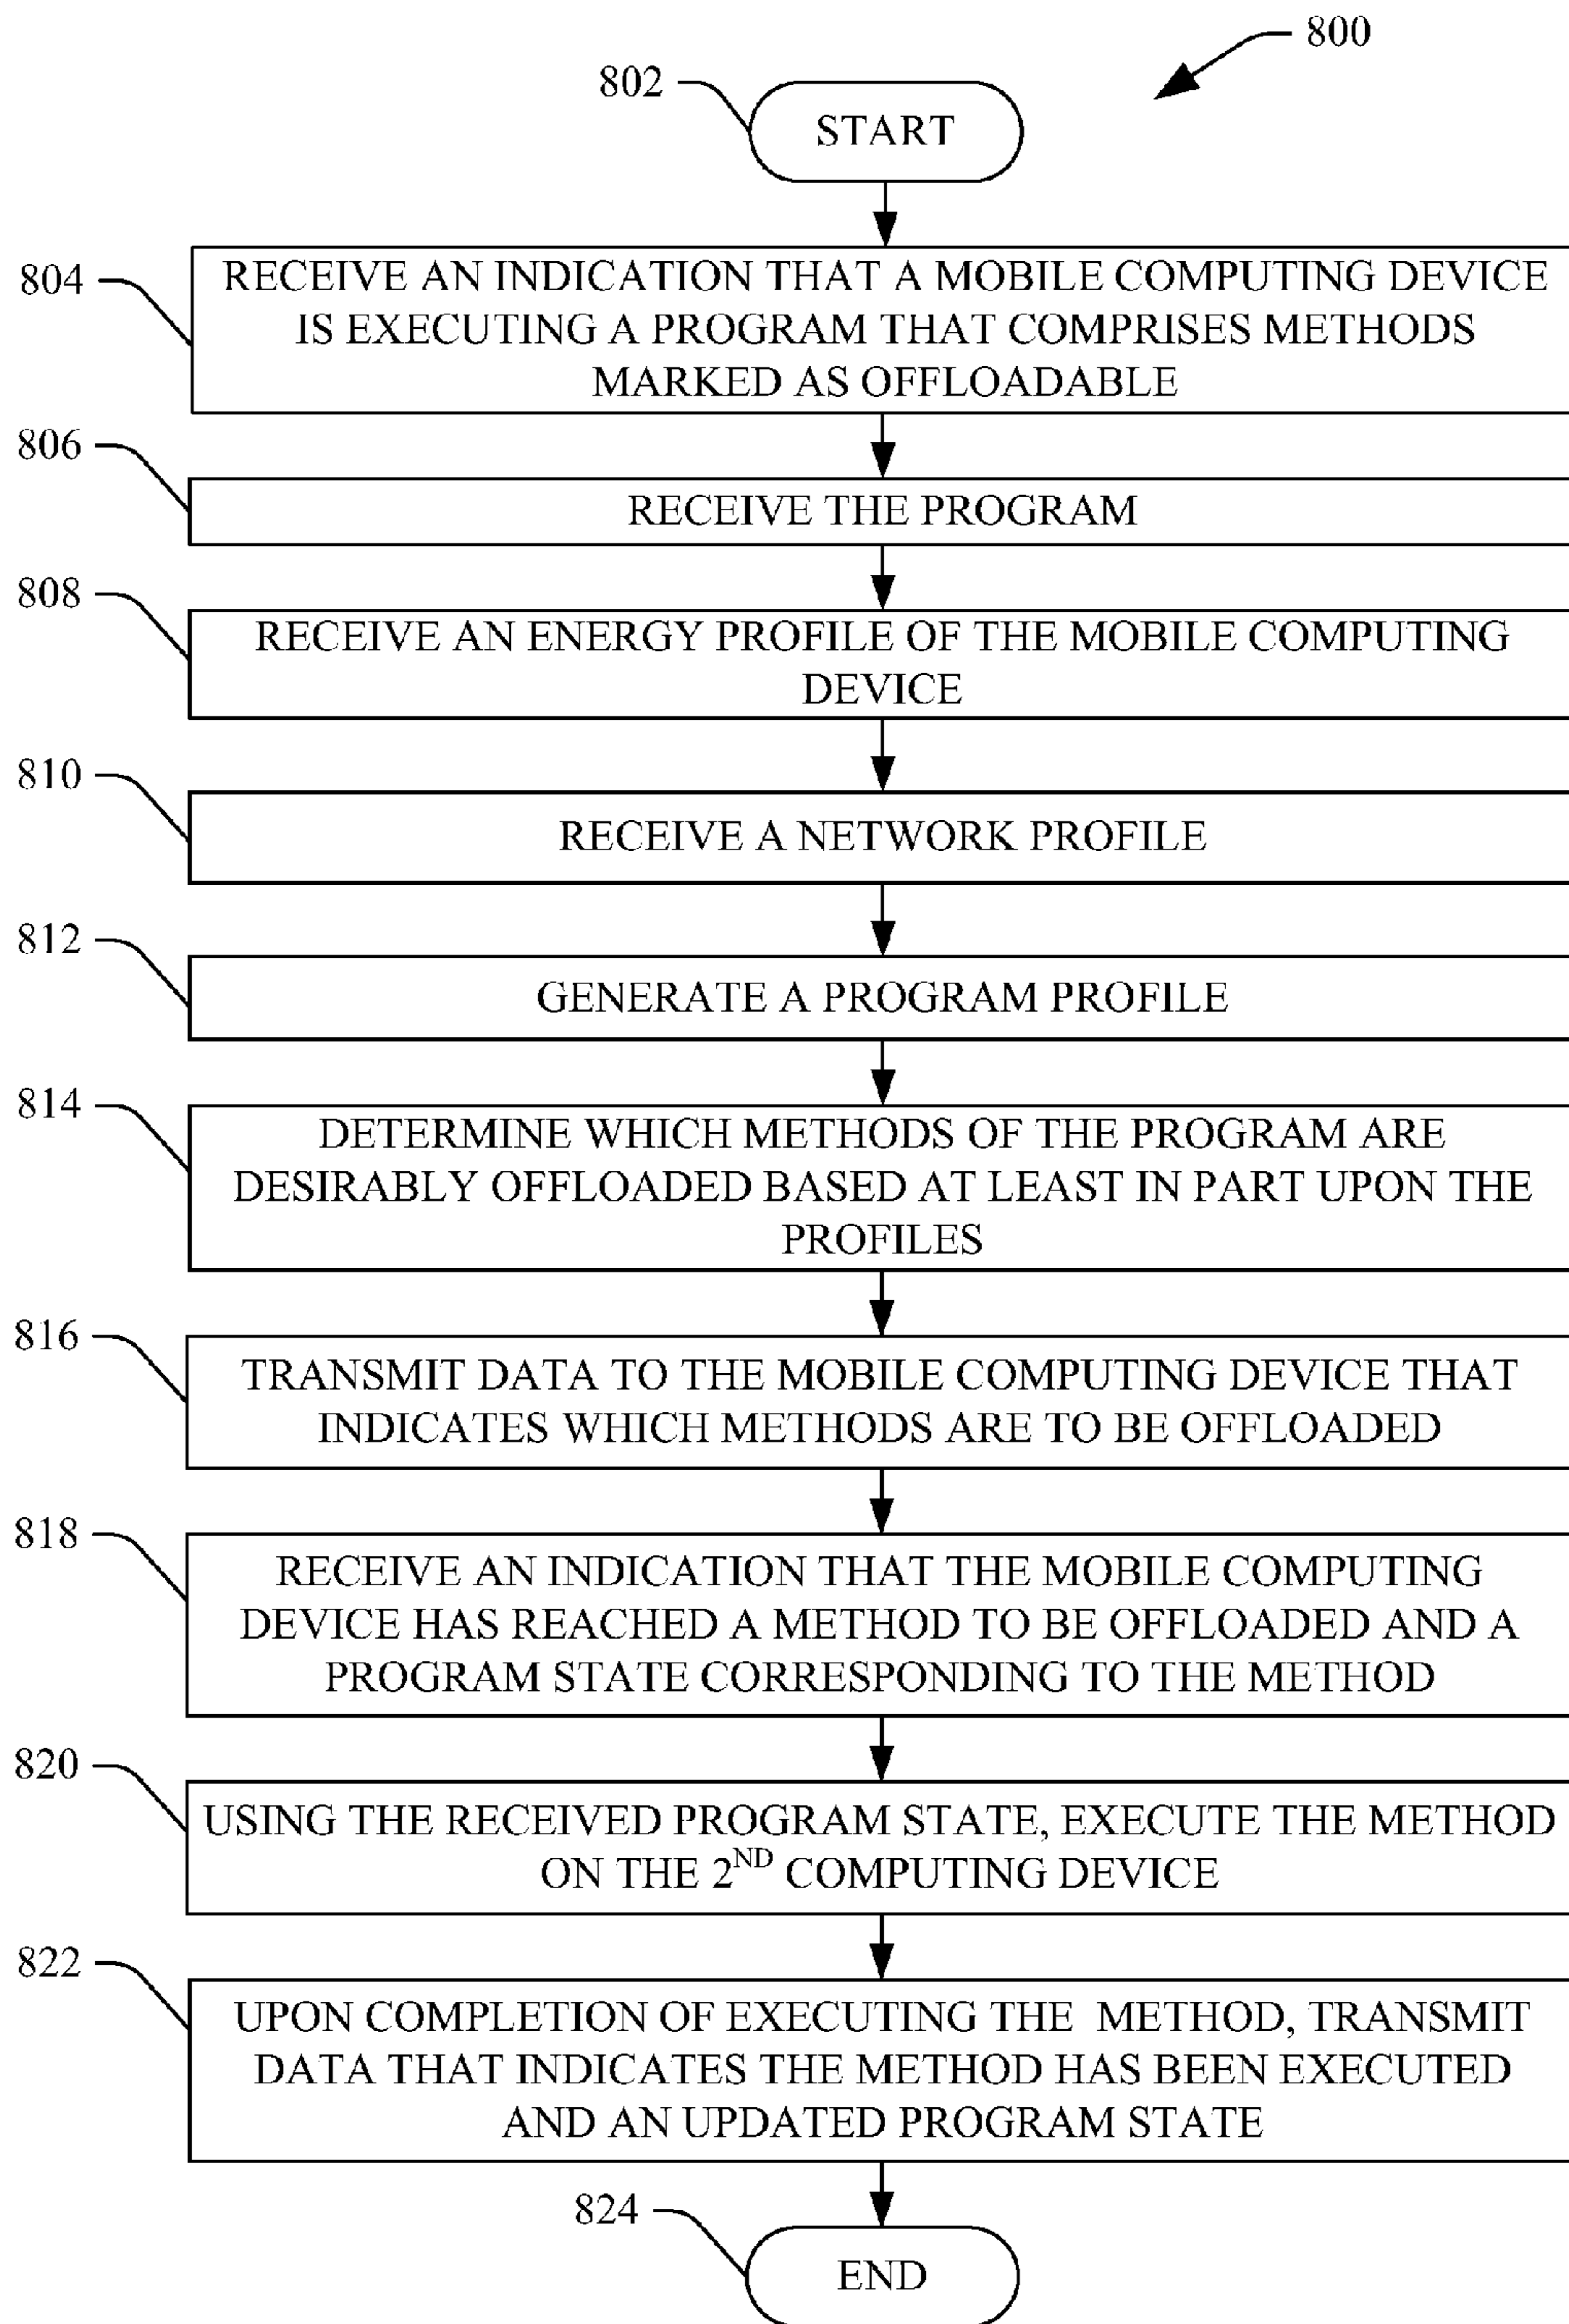 800
802
START
804
RECEIVE AN INDICATION THAT A MOBILE COMPUTING DEVICE
IS EXECUTING A PROGRAM THAT COMPRISES METHODS
MARKED AS OFFLOADABLE
806
RECEIVE THE PROGRAM
808
RECEIVE AN ENERGY PROFILE OF THE MOBILE COMPUTING
DEVICE
810
RECEIVE A NETWORK PROFILE
812
GENERATE A PROGRAM PROFILE
814
DETERMINE WHICH METHODS OF THE PROGRAM ARE
DESIRABLY OFFLOADED BASED AT LEAST IN PART UPON THE
PROFILES
816
TRANSMIT DATA TO THE MOBILE COMPUTING DEVICE THAT
INDICATES WHICH METHODS ARE TO BE OFFLOADED
818
RECEIVE AN INDICATION THAT THE MOBILE COMPUTING
DEVICE HAS REACHED A METHOD TO BE OFFLOADED AND A
PROGRAM STATE CORRESPONDING TO THE METHOD
820
USING THE RECEIVED PROGRAM STATE, EXECUTE THE METHOD
ON THE 2ND COMPUTING DEVICE
822
UPON COMPLETION OF EXECUTING THE METHOD, TRANSMIT
DATA THAT INDICATES THE METHOD HAS BEEN EXECUTED
AND AN UPDATED PROGRAM STATE
824
END